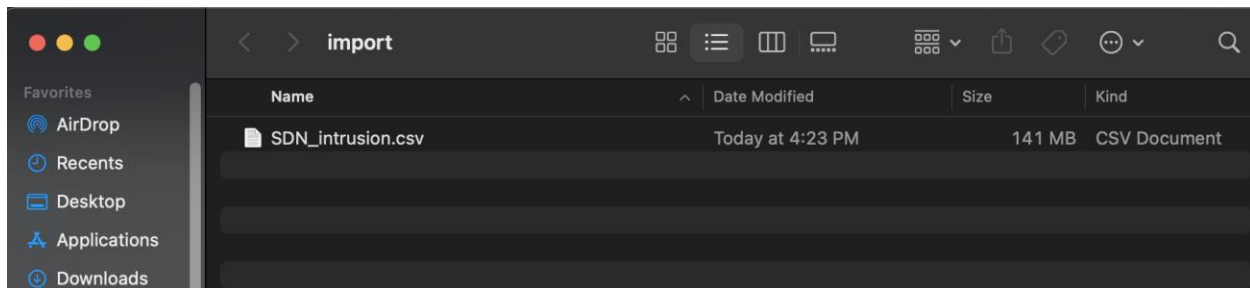 import
Favorites
AirDrop
Recents
Desktop
Applications
Downloads
Name Date Modified Size Kind
SDN_intrusion.csv Today at 4:23 PM 141 MB CSV Document